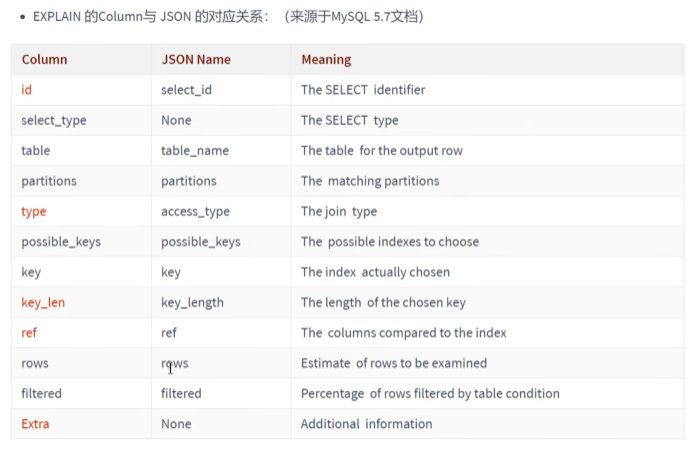 • EXPLAIN 的Column与 JSON 的对应关系：（来源于MySQL 5.7文档）
Column JSON Name Meaning
id select_id The SELECT identifier
select_type None The SELECT type
table table_name The table for the output row
partitions partitions The matching partitions
type access_type The join type
possible_keys possible_keys The possible indexes to choose
key key The index actually chosen
key_len key_length The length of the chosen key
ref ref The columns compared to the index
rows rows Estimate of rows to be examined
filtered filtered Percentage of rows filtered by table condition
Extra None Additional information